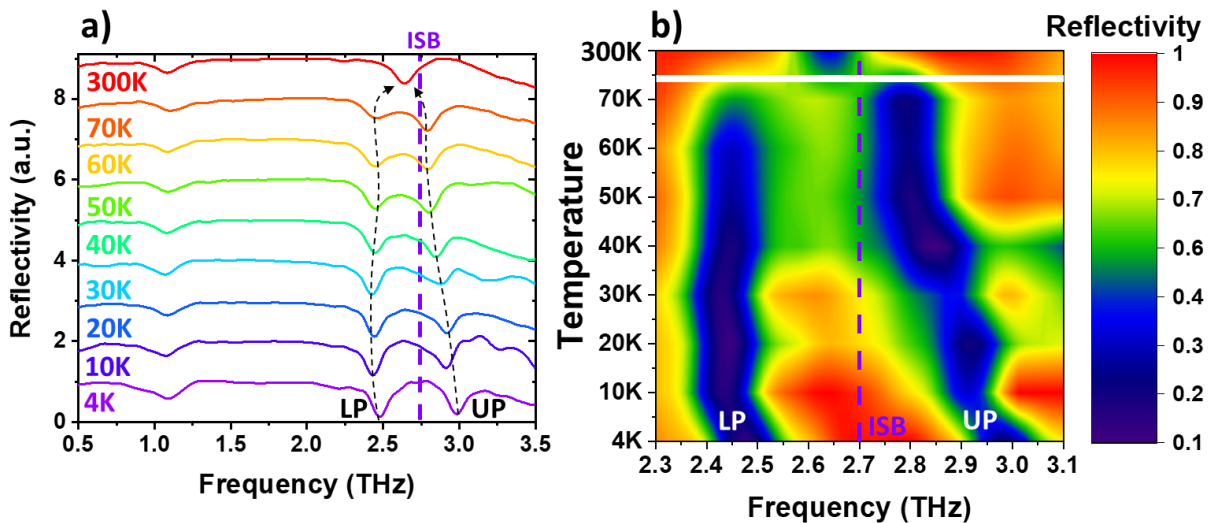 a)
ISB
300K
70K
60K
50K
40K
30K
20K
10K
4K
LP
UP
8
6
4
2
0
Reflectivity (a.u.)
0.5 1.0 1.5 2.0 2.5 3.0 3.5
Frequency (THz)
b)
Reflectivity
300K
70K
60K
50K
40K
30K
20K
10K
4K
Temperature
LP
ISB
UP
2.3 2.4 2.5 2.6 2.7 2.8 2.9 3.0 3.1
Frequency (THz)
1
0.9
0.8
0.7
0.6
0.5
0.4
0.3
0.2
0.1